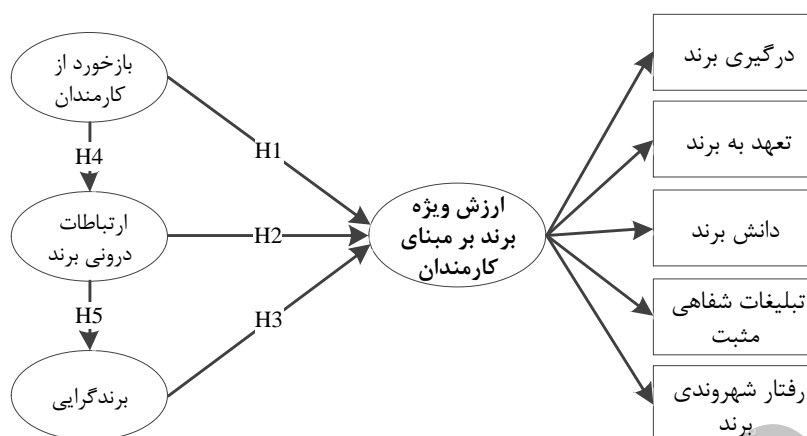 بازخورد از
کارمندان
H4
ارتباطات
درونی برند
H5
برندگرایی
H1
H2
H3
ارزش ویژه
برند بر مبنای
کارمندان
درگیری برند
تعهد به برند
دانش برند
تبلیغات شفاهی
مثبت
رفتار شهروندی
برند